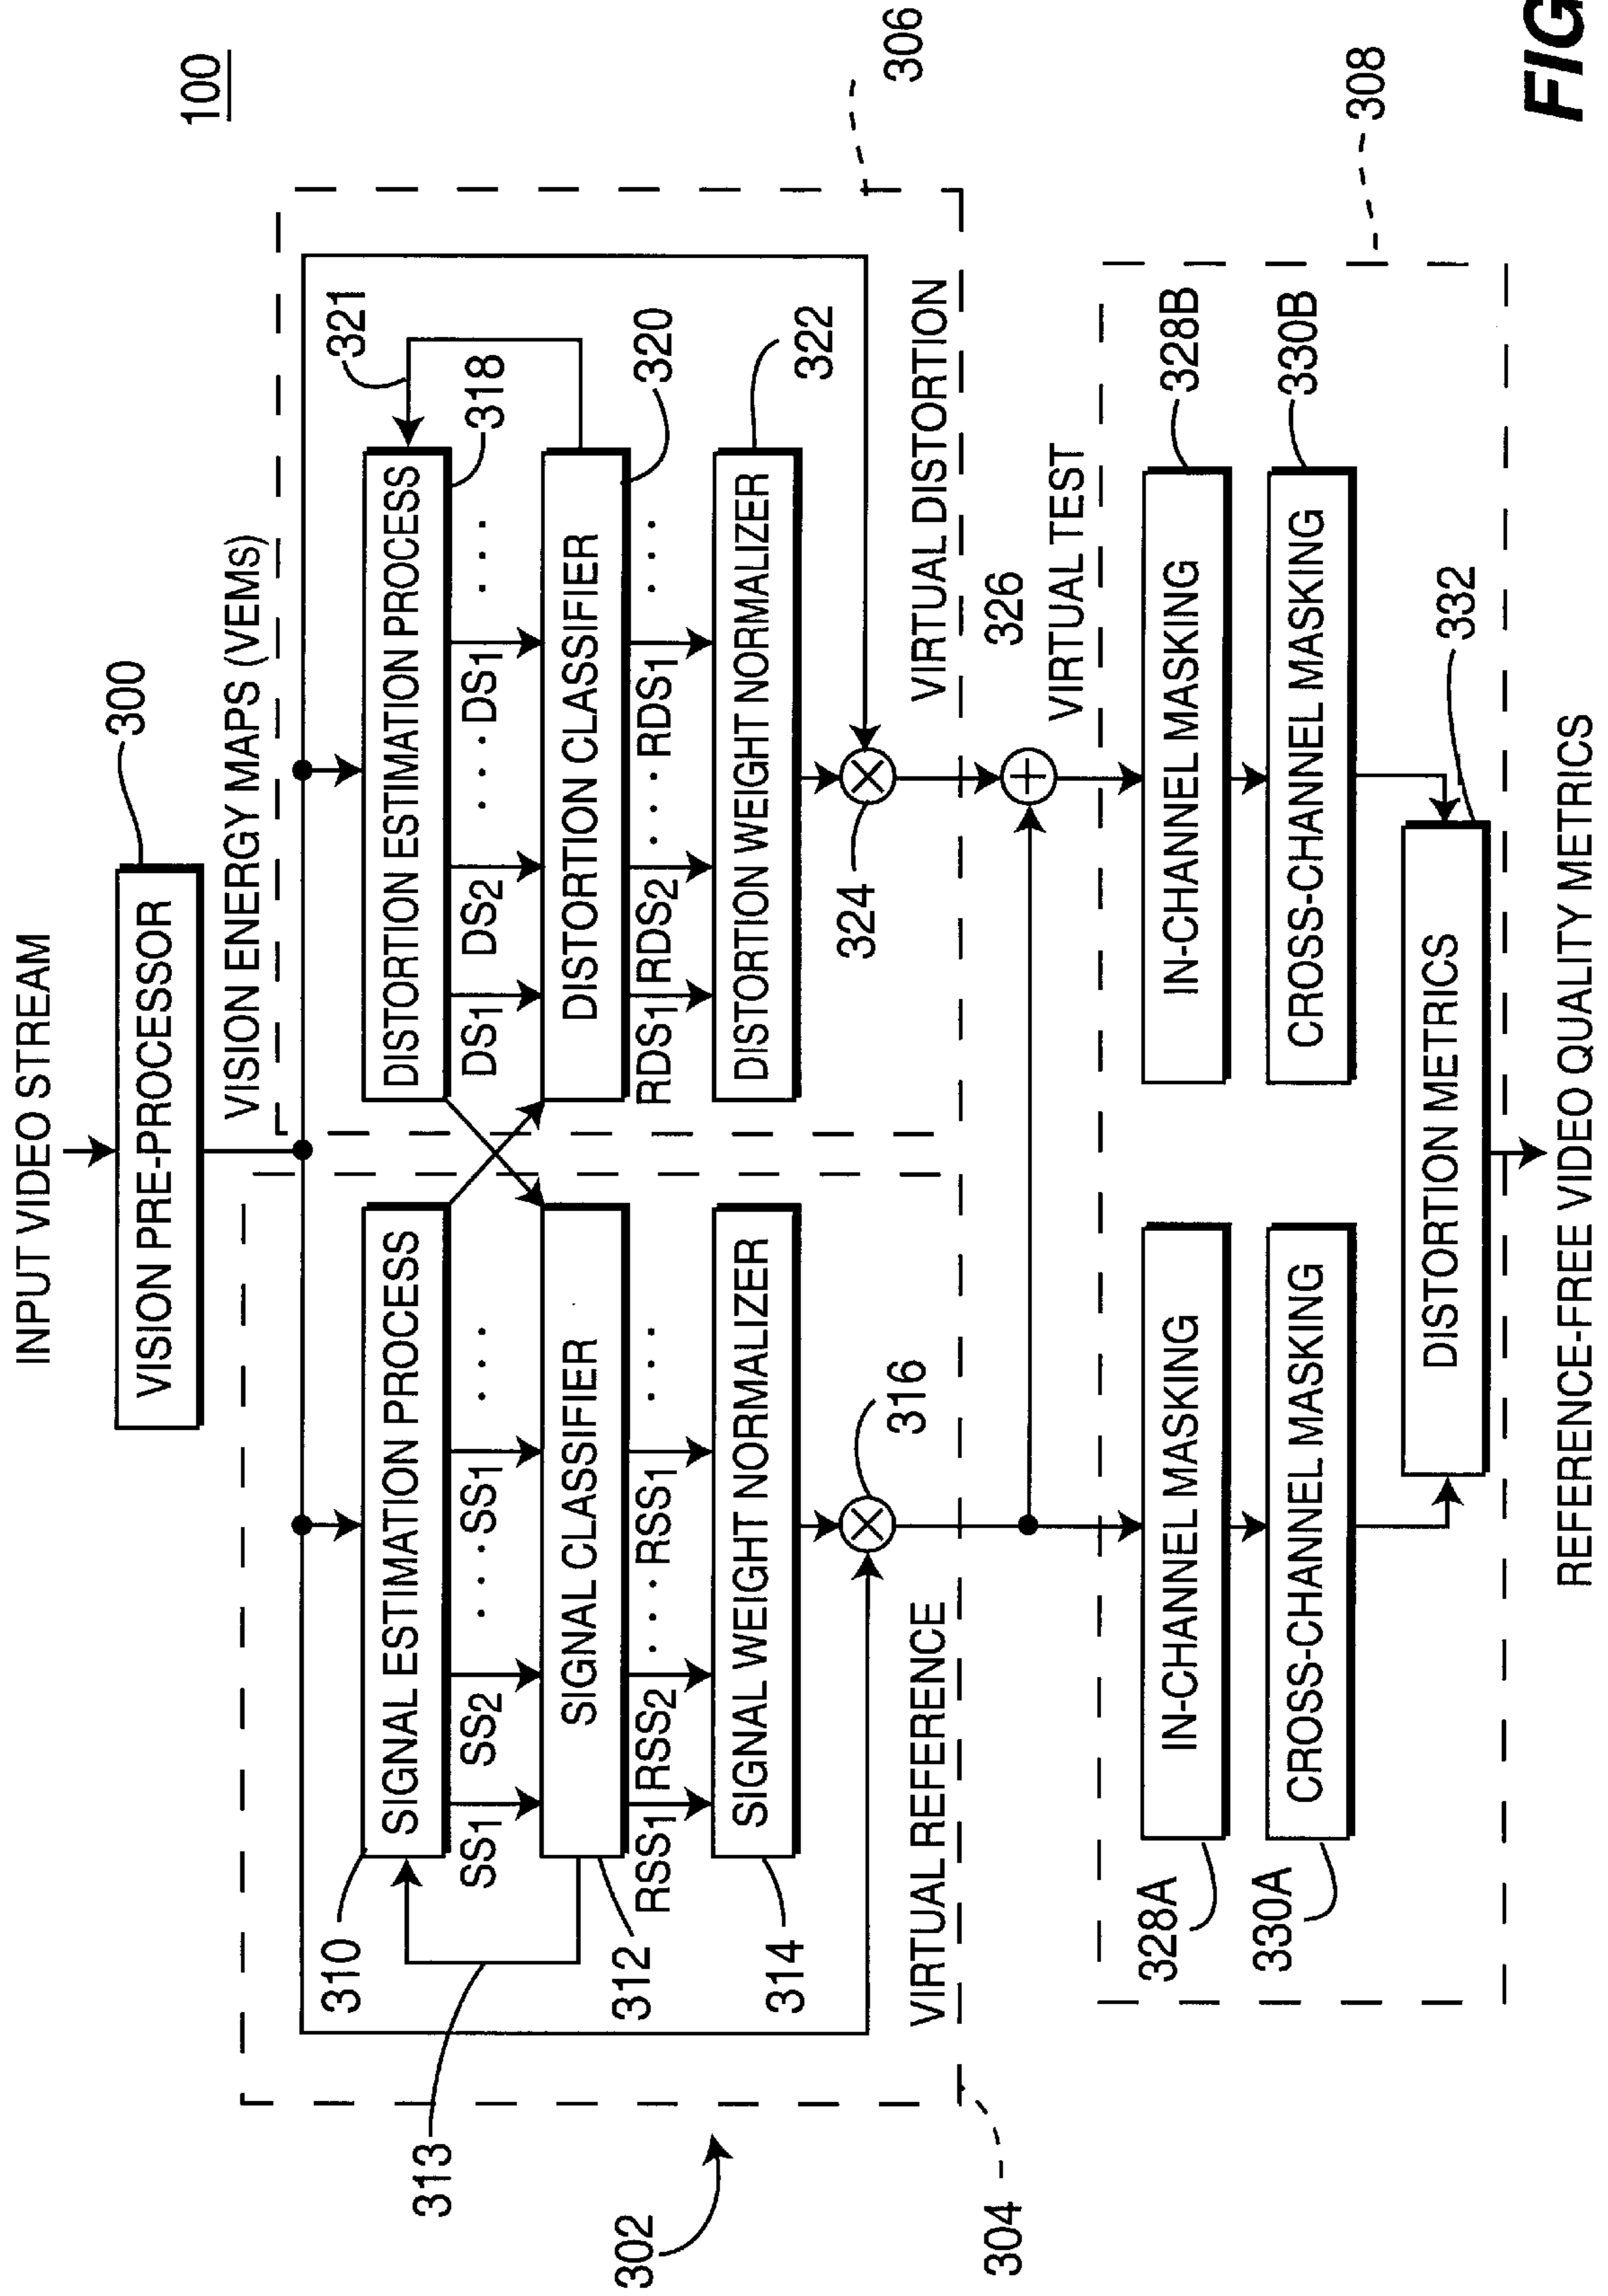 100
INPUT VIDEO STREAM
300
VISION PRE-PROCESSOR
VISION ENERGY MAPS (VEMs)
302
304
313
310
SIGNAL ESTIMATION PROCESS
SS1 SS2 . . . SS1 . . .
312
SIGNAL CLASSIFIER
RSS1 RSS2 . . . RSS1 . . .
314
SIGNAL WEIGHT NORMALIZER
316
VIRTUAL REFERENCE
306
321
318
DISTORTION ESTIMATION PROCESS
DS1 DS2 . . . DS1 . . .
320
DISTORTION CLASSIFIER
RDS1 RDS2 . . . RDS1 . . .
322
DISTORTION WEIGHT NORMALIZER
324
VIRTUAL DISTORTION
326
VIRTUAL TEST
308
328A
IN-CHANNEL MASKING
330A
CROSS-CHANNEL MASKING
328B
IN-CHANNEL MASKING
330B
CROSS-CHANNEL MASKING
332
DISTORTION METRICS
REFERENCE-FREE VIDEO QUALITY METRICS
FIG